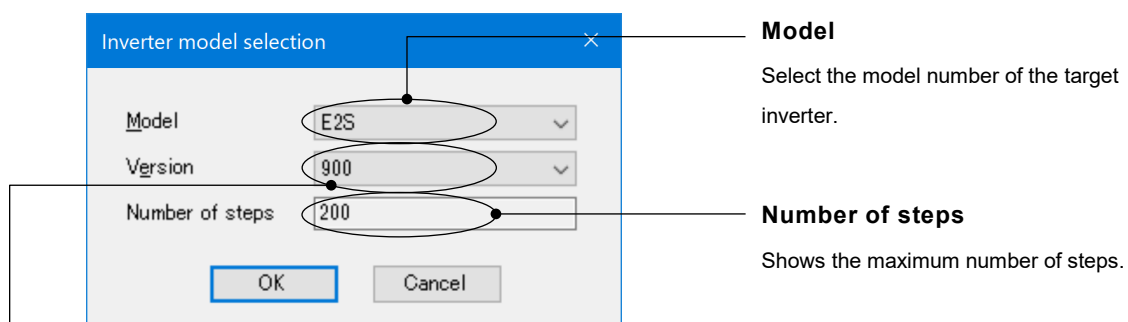 Inverter model selection
Model
E2S
Version
900
Number of steps
200
OK
Cancel
Model
Select the model number of the target
inverter.
Number of steps
Shows the maximum number of steps.